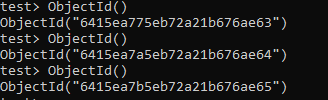 test> ObjectId()
ObjectId("6415ea775eb72a21b676ae63")
test> ObjectId()
ObjectId("6415ea7a5eb72a21b676ae64")
test> ObjectId()
ObjectId("6415ea7b5eb72a21b676ae65")